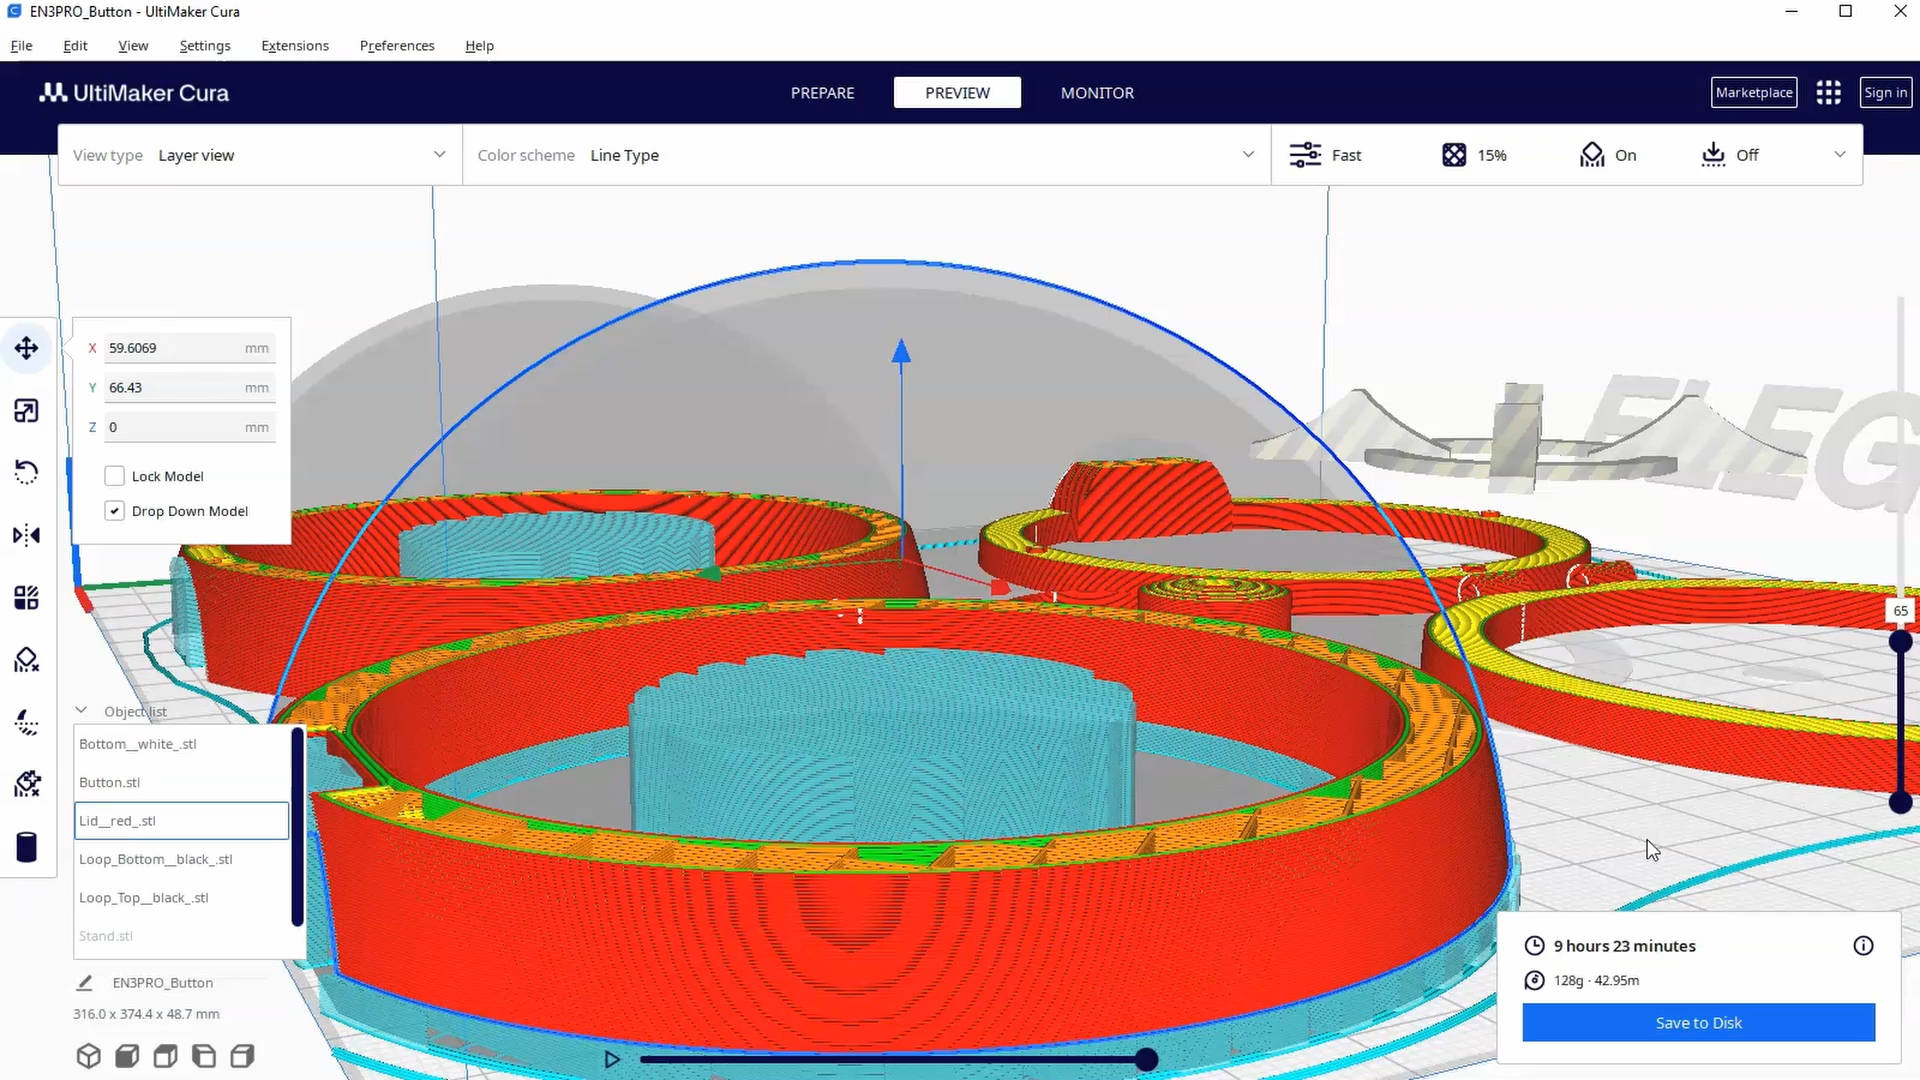 EN3PRO_Button - UltiMaker Cura
File Edit View Settings Extensions Preferences Help
UltiMaker Cura
PREPARE PREVIEW MONITOR
Marketplace
Sign in
View type Layer view
Color scheme Line Type
Fast
15%
On
Off
X 59.6069 mm
Y 66.43 mm
Z 0 mm
Lock Model
Drop Down Model
ELEG
65
Object list
Bottom__white_.stl
Button.stl
Lid__red_.stl
Loop_Bottom__black_.stl
Loop_Top__black_.stl
Stand.stl
EN3PRO_Button
316.0 x 374.4 x 48.7 mm
9 hours 23 minutes
128g · 42.95m
Save to Disk